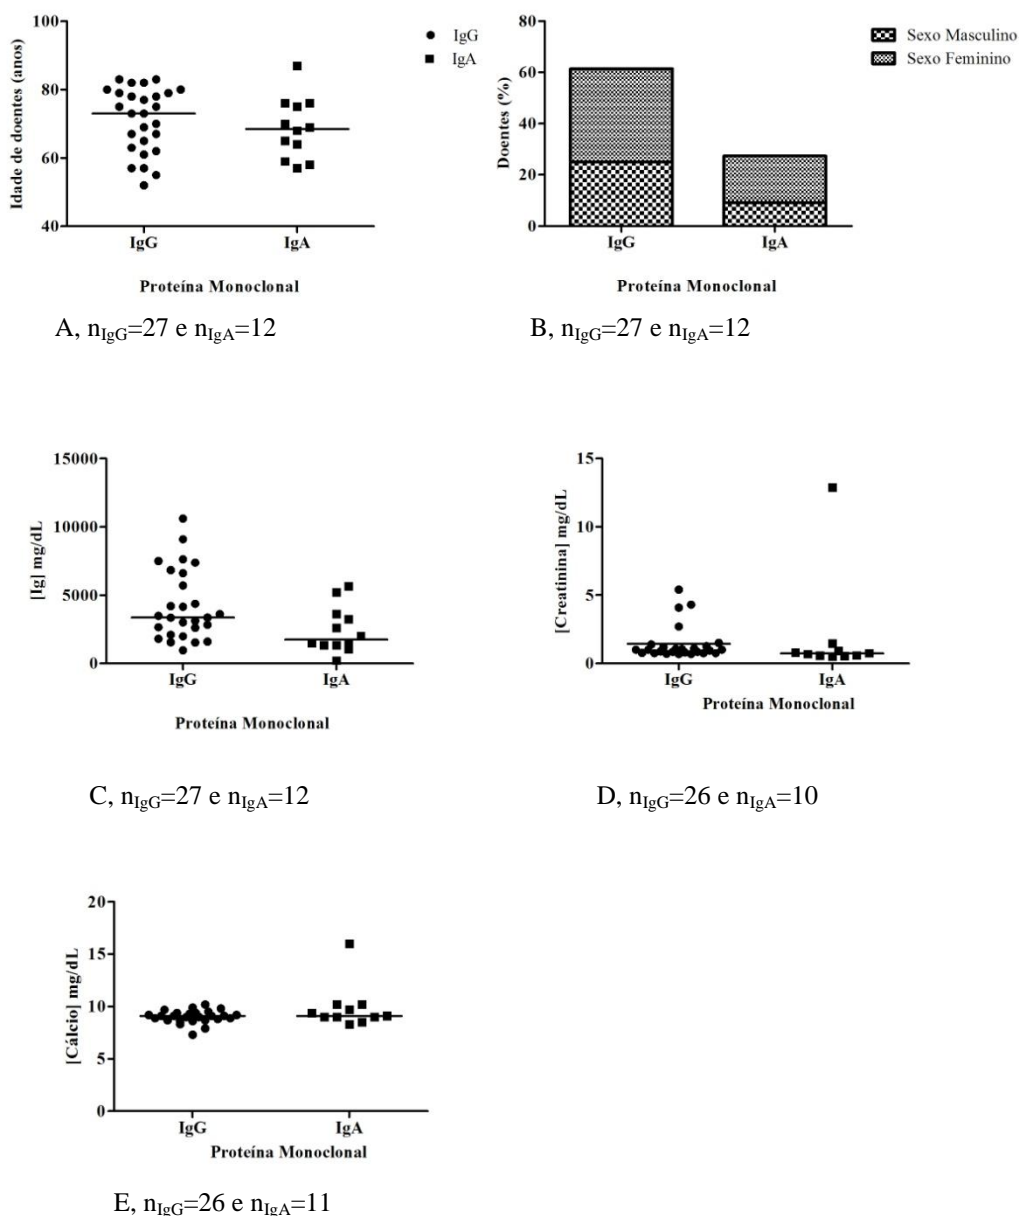 Idade de doentes (anos)
100
80
60
40
IgG
IgA
IgG
IgA
Proteína Monoclonal
A, nIgG=27 e nIgA=12
Doentes (%)
80
60
40
20
0
Sexo Masculino
Sexo Feminino
IgG
IgA
Proteína Monoclonal
B, nIgG=27 e nIgA=12
[Ig] mg/dL
15000
10000
5000
0
IgG
IgA
Proteína Monoclonal
C, nIgG=27 e nIgA=12
[Creatinina] mg/dL
15
10
5
0
IgG
IgA
Proteína Monoclonal
D, nIgG=26 e nIgA=10
[Cálcio] mg/dL
20
15
10
5
0
IgG
IgA
Proteína Monoclonal
E, nIgG=26 e nIgA=11